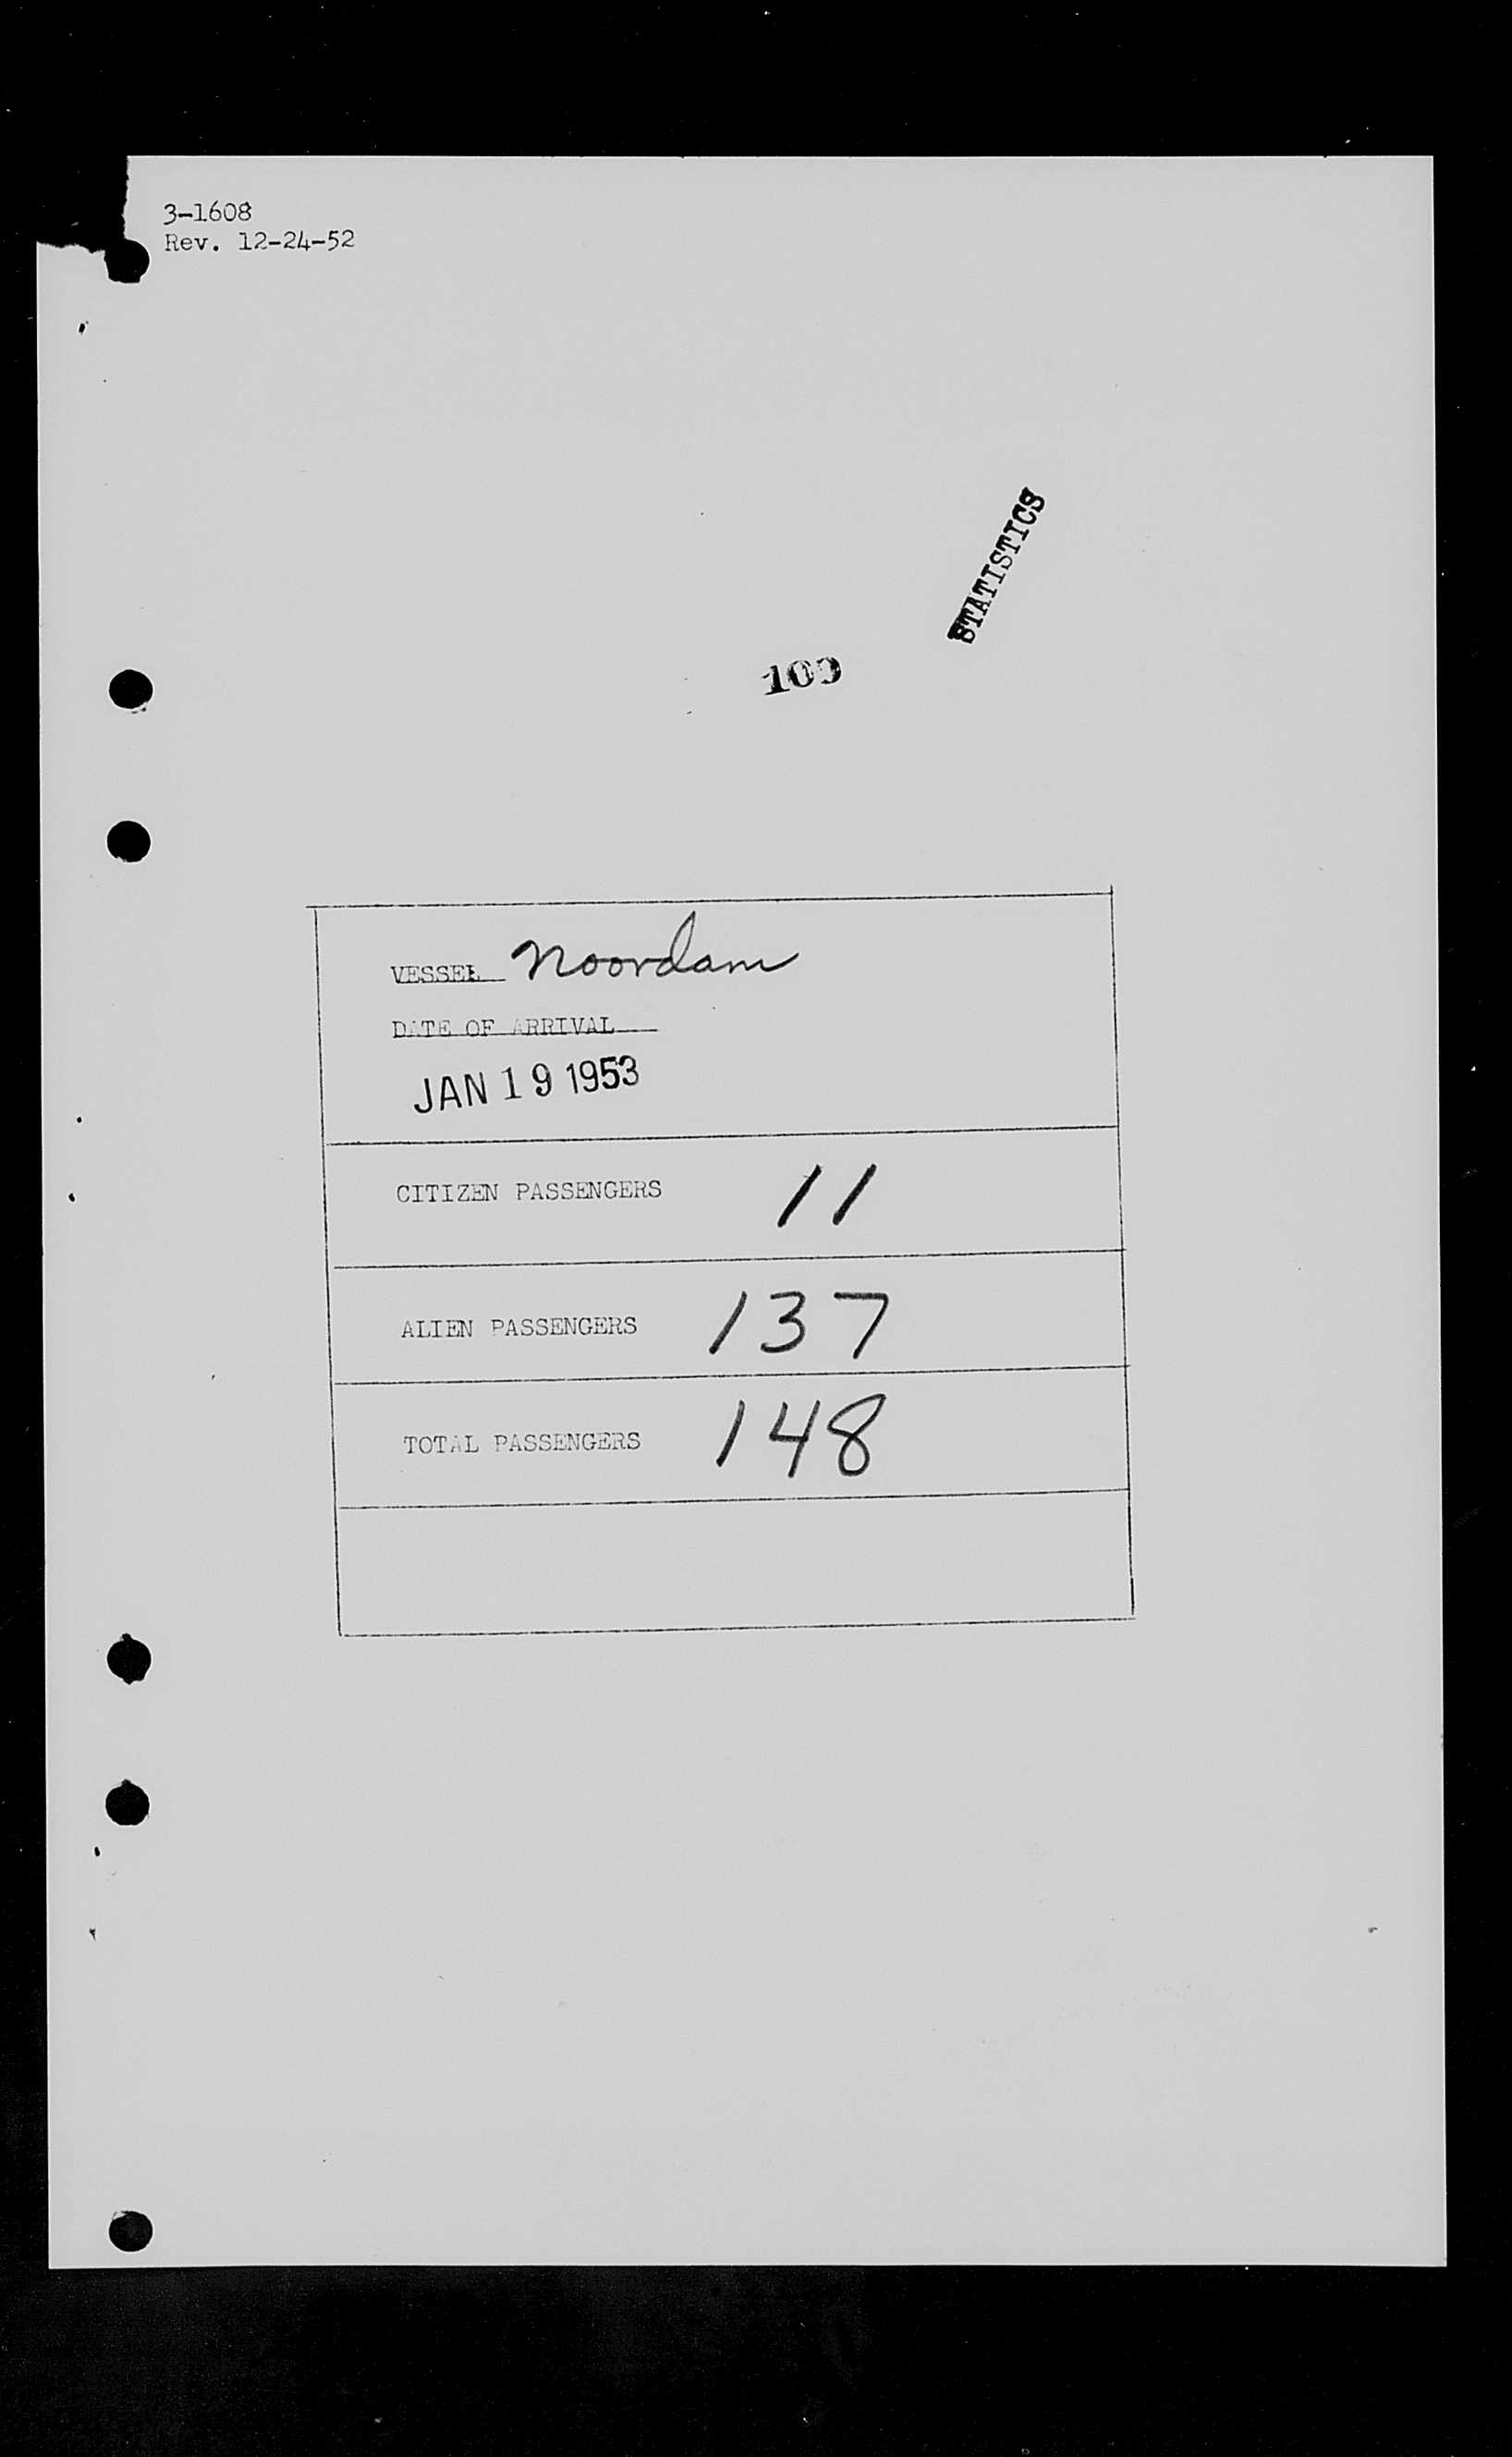 3-1608
Rev. 12-24-52
STATISTICS
VESSEL Noordam
DATE OF ARRIVAL
JAN 19 1953
CITIZEN PASSENGERS 11
ALIEN PASSENGERS 137
TOTAL PASSENGERS 148